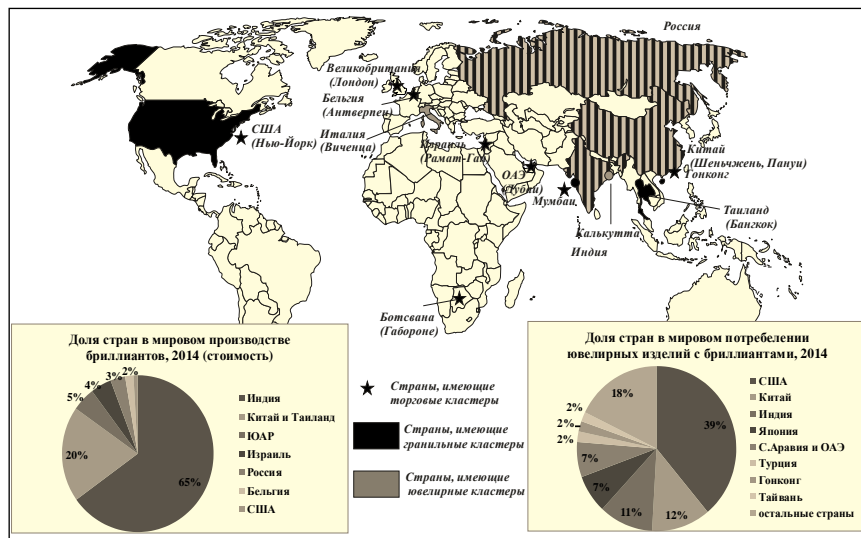 Россия
Великобритания
(Лондон)
Бельгия
(Антверпен)
США
(Нью-Йорк)
Италия
(Виченца)
Израиль
(Рамат-Ган)
ОАЭ
(Дубай)
Мумбаи
Китай
(Шеньчжень, Пануи)
Гонконг
Таиланд
(Бангкок)
Калькутта
Индия
Ботсвана
(Габороне)
Доля стран в мировом производстве
бриллиантов, 2014 (стоимость)
65%
20%
5%
4%
3%
2%
Индия
Китай и Таиланд
ЮАР
Израиль
Россия
Бельгия
США
Страны, имеющие
торговые кластеры
Страны, имеющие
гранильные кластеры
Страны, имеющие
ювелирные кластеры
Доля стран в мировом потребелении
ювелирных изделий с бриллиантами, 2014
39%
12%
11%
7%
7%
2%
2%
2%
18%
США
Китай
Индия
Япония
С.Аравия и ОАЭ
Турция
Гонконг
Тайвань
остальные страны